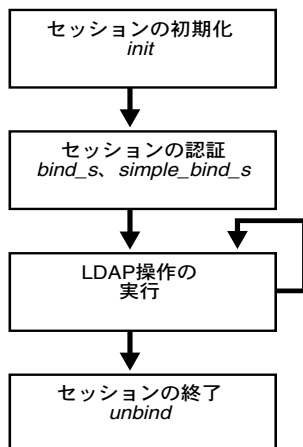 セッションの初期化
init
セッションの認証
bind_s、simple_bind_s
LDAP操作の
実行
セッションの終了
unbind